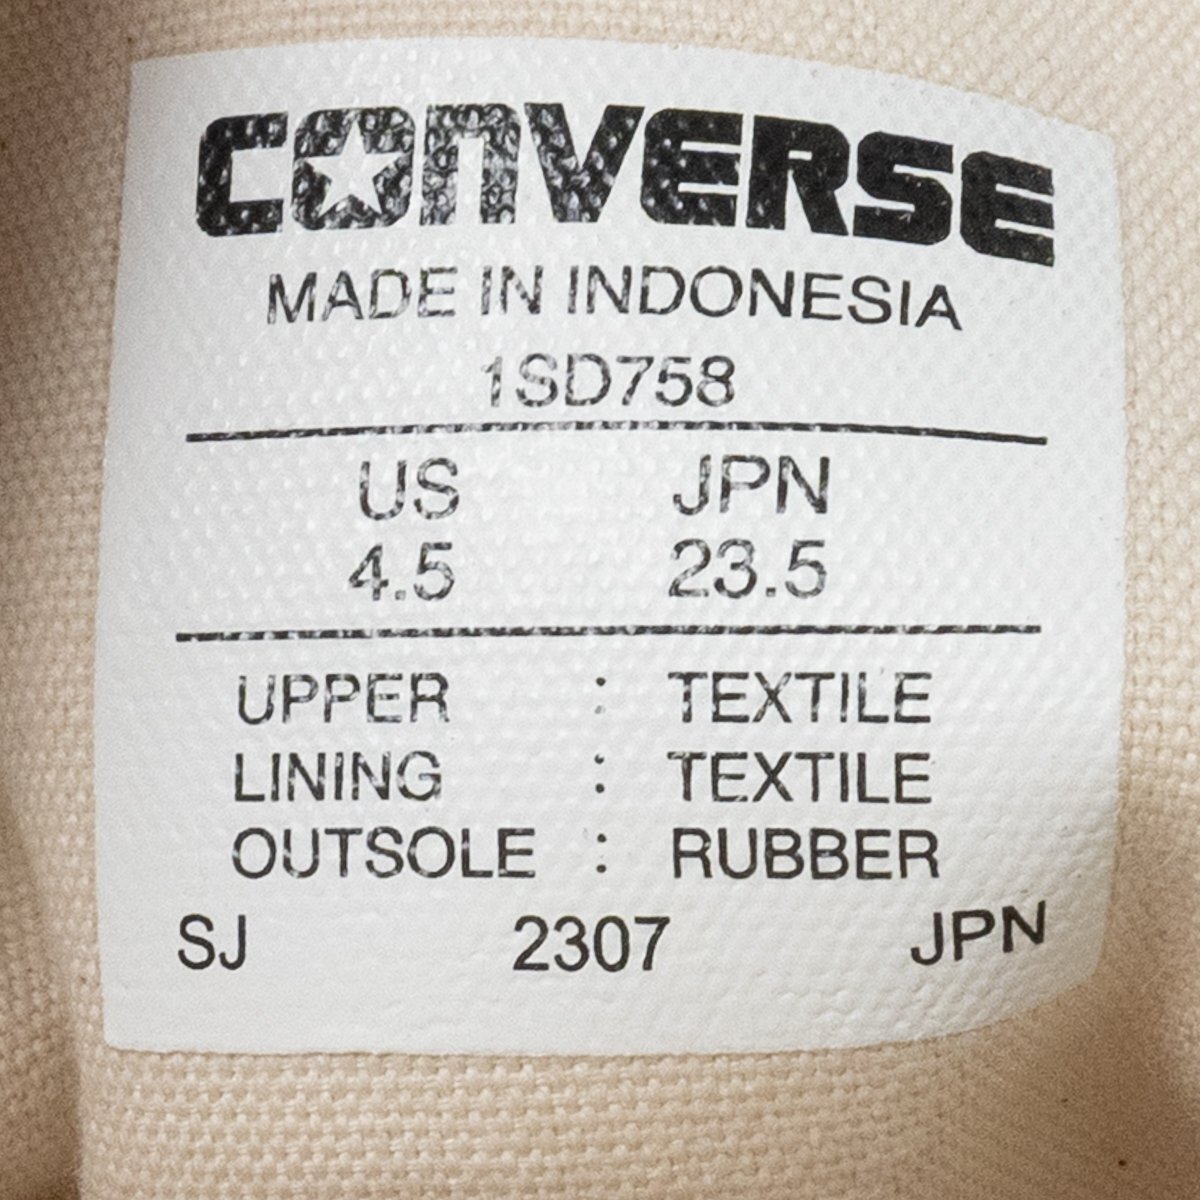 CONVERSE
MADE IN INDONESIA
1SD758
US JPN
4.5 23.5
UPPER : TEXTILE
LINING : TEXTILE
OUTSOLE : RUBBER
SJ 2307 JPN